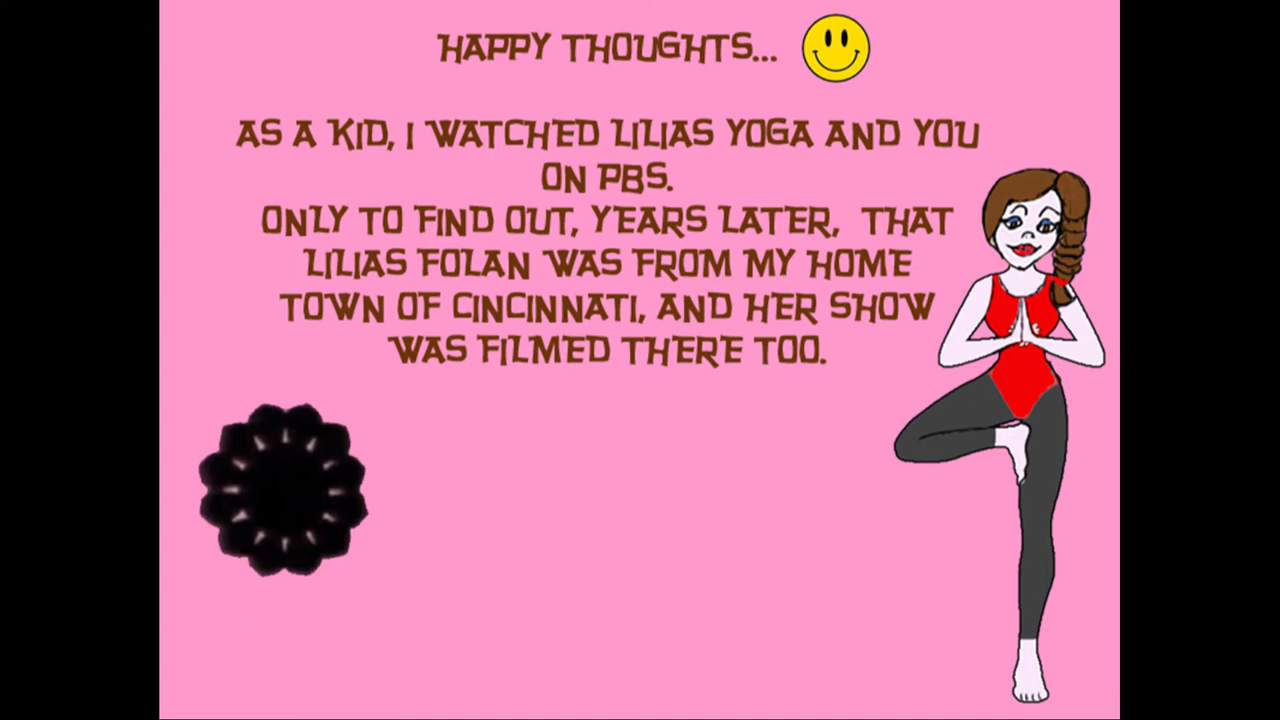 HAPPY THOUGHTS...
AS A KID, I WATCHED LILIAS YOGA AND YOU
ON PBS.
ONLY TO FIND OUT, YEARS LATER, THAT
LILIAS FOLAN WAS FROM MY HOME
TOWN OF CINCINNATI, AND HER SHOW
WAS FILMED THERE TOO.